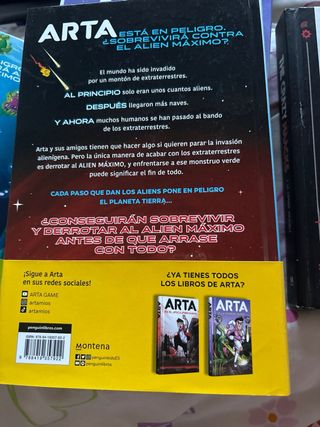 ARTA ESTÁ EN PELIGRO.
¿SOBREVIVIRÁ CONTRA
EL ALIEN MÁXIMO?
El mundo ha sido invadido
por un montón de extraterrestres.
AL PRINCIPIO solo eran unos cuantos aliens.
DESPUÉS llegaron más naves.
Y AHORA muchos humanos se han pasado al bando
de los extraterrestres.
Arta y sus amigos tienen que hacer algo si quieren parar la invasión
alienígena. Pero la única manera de acabar con los extraterrestres
es derrotar al ALIEN MÁXIMO, y enfrentarse a ese monstruo verde
puede significar el fin de todo.
CADA PASO QUE DAN LOS ALIENS PONE EN PELIGRO
EL PLANETA TIERRA...
¿CONSEGUIRÁN SOBREVIVIR
Y DERROTAR AL ALIEN MÁXIMO
ANTES DE QUE ARRASE
CON TODO?
¡Sigue a Arta
en sus redes sociales!
ARTA GAME
artamios
artamios
penguinlibros.com
Montena
penguinkidsES
penguinlibros
¿YA TIENES TODOS
LOS LIBROS DE ARTA?
ARTA
ARTA